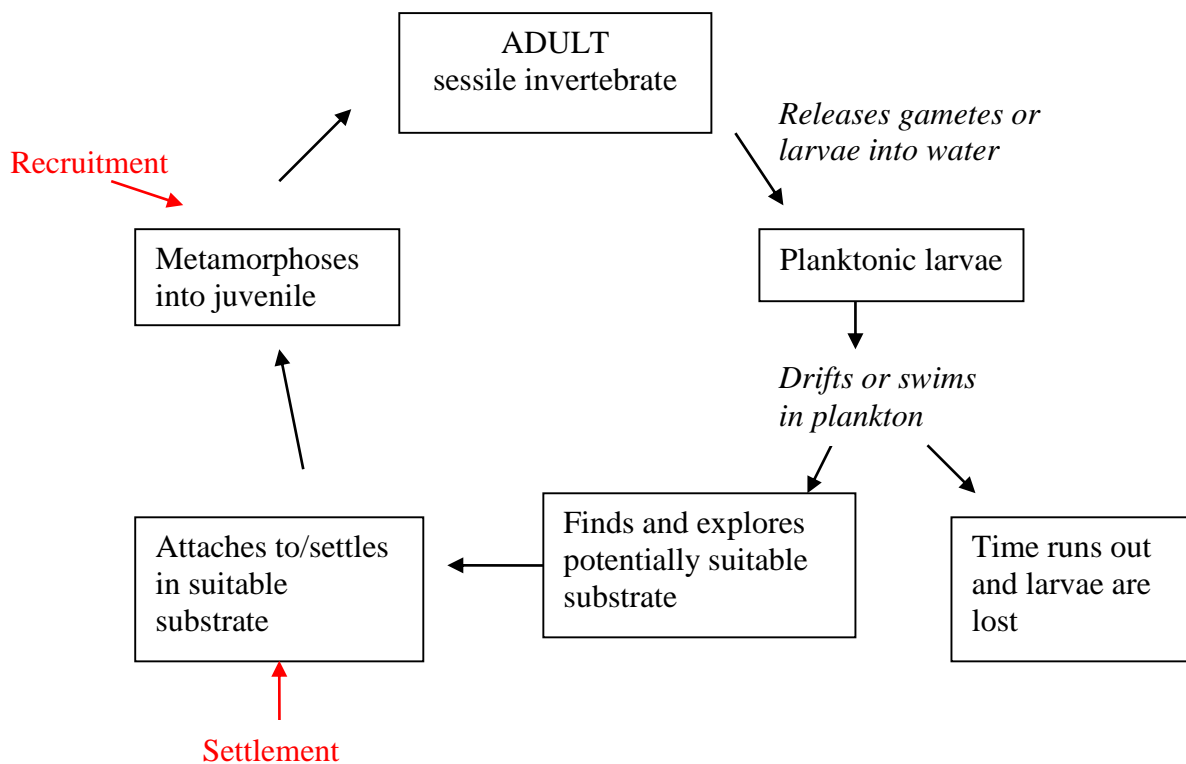 ADULT
sessile invertebrate
Releases gametes or
larvae into water
Recruitment
Metamorphoses
into juvenile
Planktonic larvae
Drifts or swims
in plankton
Attaches to/settles
in suitable
substrate
Finds and explores
potentially suitable
substrate
Time runs out
and larvae are
lost
Settlement